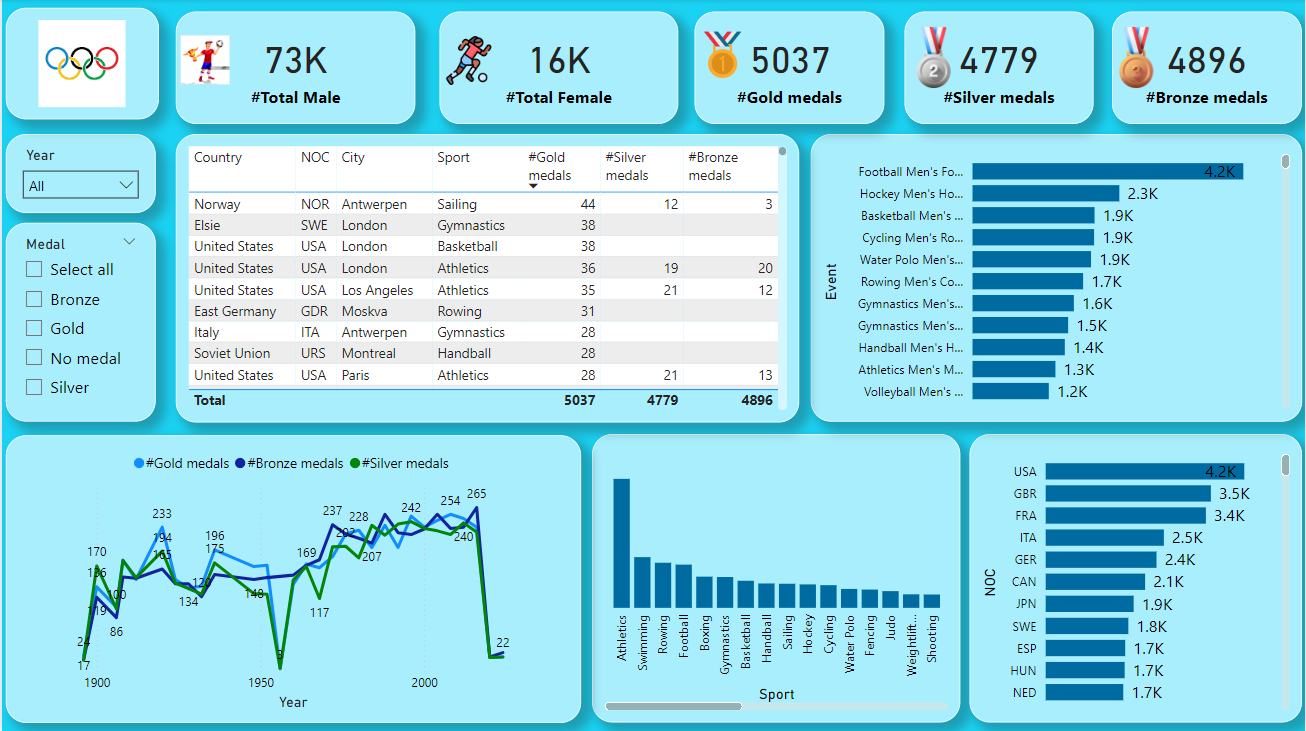 73K
#Total Male
16K
#Total Female
1
5037
#Gold medals
2
4779
#Silver medals
4896
#Bronze medals
Year
All
Medal
Select all
Bronze
Gold
No medal
Silver
Country NOC City Sport #Gold medals #Silver medals #Bronze medals
Norway NOR Antwerpen Sailing 44 12 3
Elsie SWE London Gymnastics 38
United States USA London Basketball 38
United States USA London Athletics 36 19 20
United States USA Los Angeles Athletics 35 21 12
East Germany GDR Moskva Rowing 31
Italy ITA Antwerpen Gymnastics 28
Soviet Union URS Montreal Handball 28
United States USA Paris Athletics 28 21 13
Total 5037 4779 4896
Event
Football Men's Fo... 4.2K
Hockey Men's Ho... 2.3K
Basketball Men's ... 1.9K
Cycling Men's Ro... 1.9K
Water Polo Men's... 1.9K
Rowing Men's Co... 1.7K
Gymnastics Men's... 1.6K
Gymnastics Men's... 1.5K
Handball Men's H... 1.4K
Athletics Men's M... 1.3K
Volleyball Men's ... 1.2K
#Gold medals #Bronze medals #Silver medals
24
17
170
136
119
100
86
233
194
165
134
120
196
175
148
3
169
117
237
202
228
207
242
254
240
265
22
1900 1950 2000
Year
Athletics
Swimming
Rowing
Football
Boxing
Gymnastics
Basketball
Handball
Sailing
Hockey
Cycling
Water Polo
Fencing
Judo
Weightlift...
Shooting
Sport
NOC
USA 4.2K
GBR 3.5K
FRA 3.4K
ITA 2.5K
GER 2.4K
CAN 2.1K
JPN 1.9K
SWE 1.8K
ESP 1.7K
HUN 1.7K
NED 1.7K